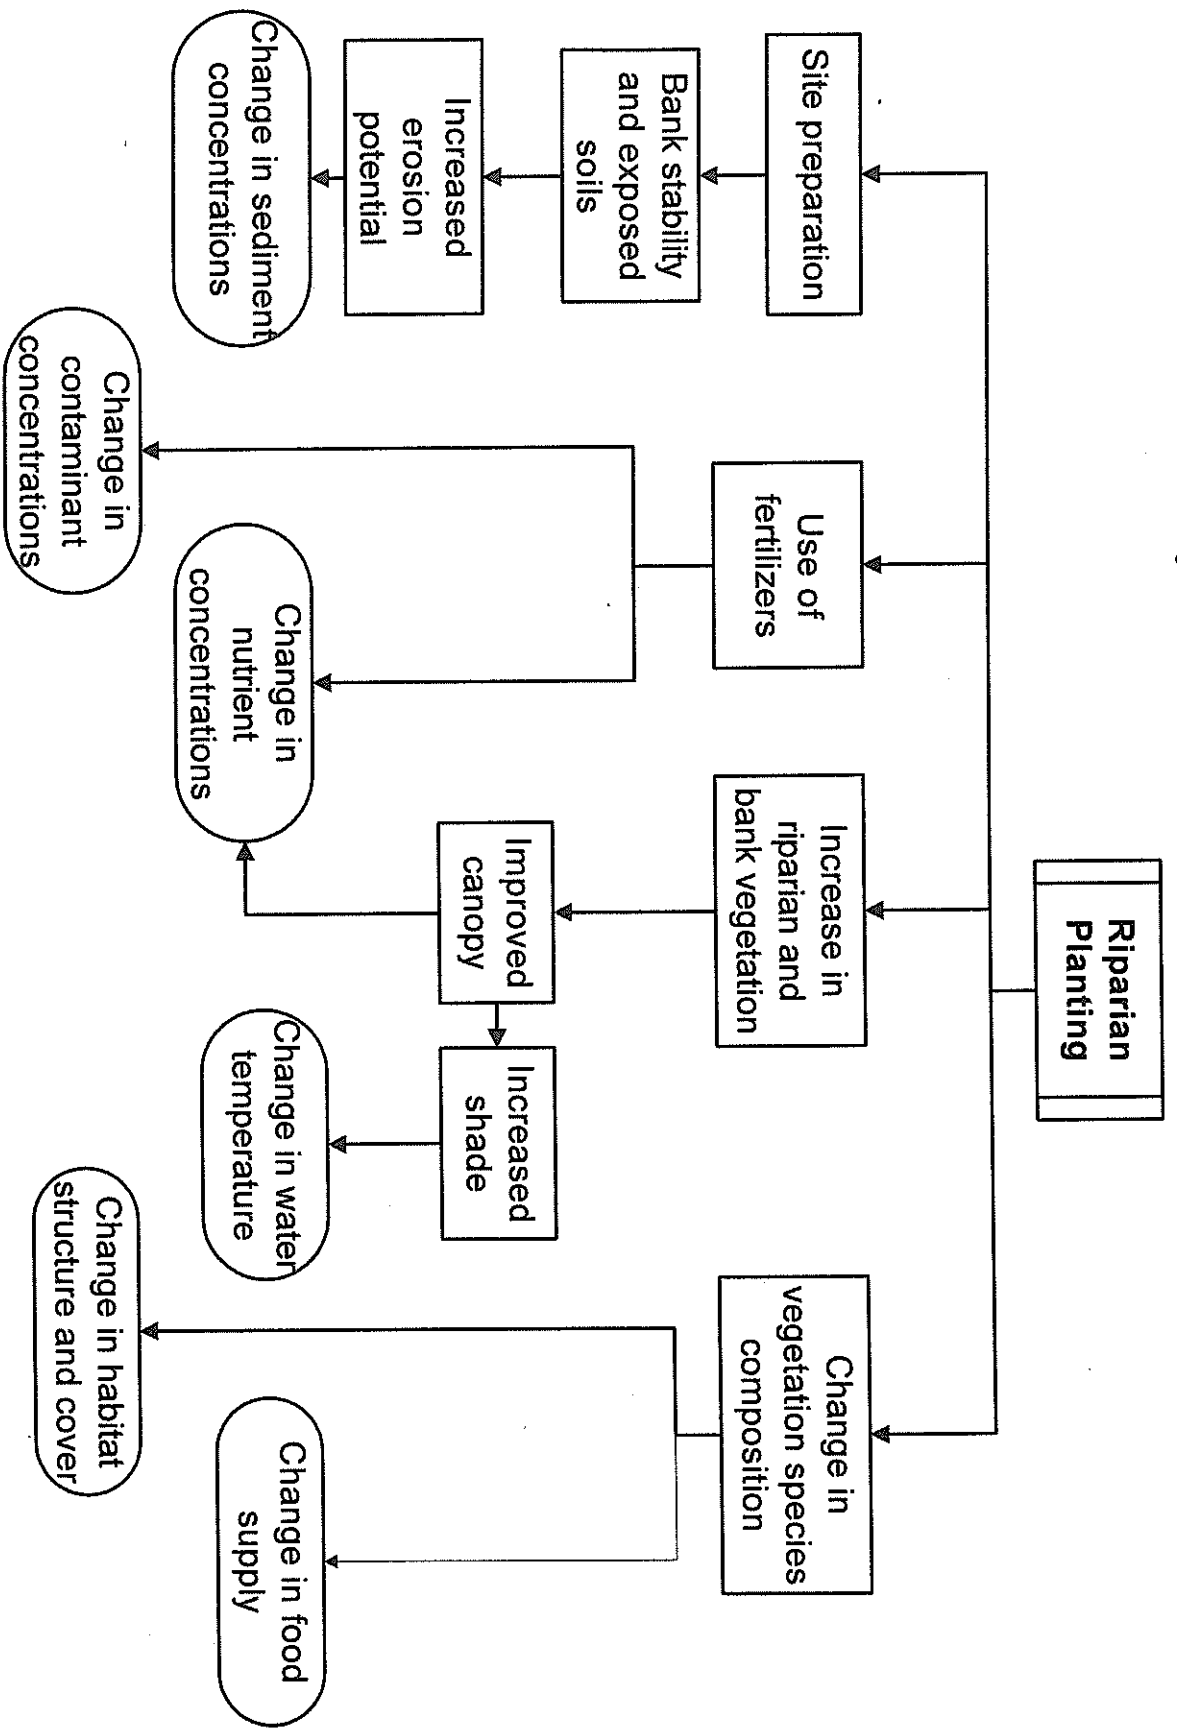 Riparian
Planting
Site preparation
Use of
fertilizers
Increase in
riparian and
bank vegetation
Change in
vegetation species
composition
Bank stability
and exposed
soils
Increased
erosion
potential
Improved
canopy
Increased
shade
Change in sediment
concentrations
Change in
contaminant
concentrations
Change in
nutrient
concentrations
Change in water
temperature
Change in habitat
structure and cover
Change in food
supply